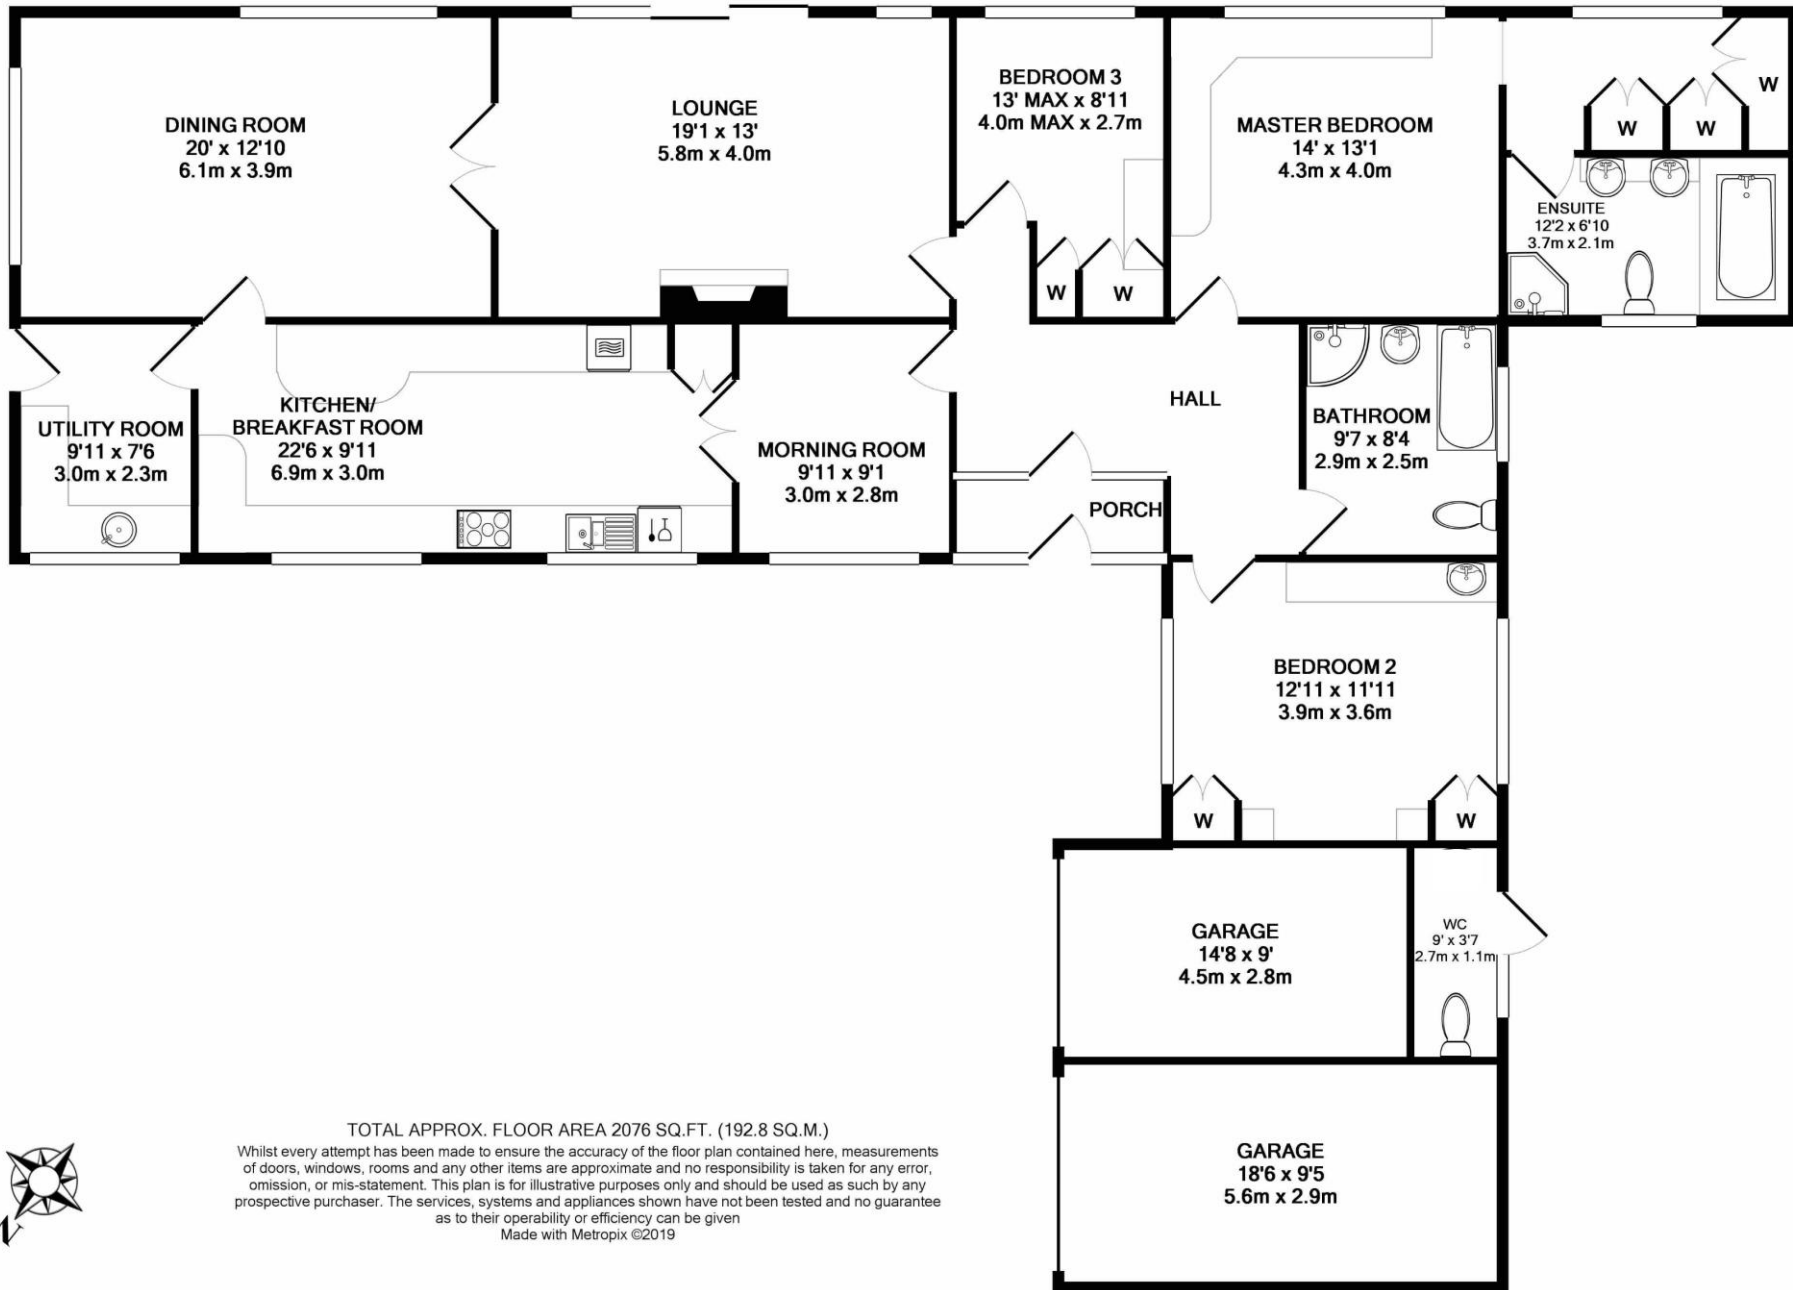 DINING ROOM
20' x 12'10
6.1m x 3.9m
LOUNGE
19'1 x 13'
5.8m x 4.0m
BEDROOM 3
13' MAX x 8'11
4.0m MAX x 2.7m
W
W
MASTER BEDROOM
14' x 13'1
4.3m x 4.0m
W
W
W
ENSUITE
12'2 x 6'10
3.7m x 2.1m
UTILITY ROOM
9'11 x 7'6
3.0m x 2.3m
KITCHEN/
BREAKFAST ROOM
22'6 x 9'11
6.9m x 3.0m
MORNING ROOM
9'11 x 9'1
3.0m x 2.8m
HALL
PORCH
BATHROOM
9'7 x 8'4
2.9m x 2.5m
BEDROOM 2
12'11 x 11'11
3.9m x 3.6m
W
W
GARAGE
14'8 x 9'
4.5m x 2.8m
WC
9' x 3'7
2.7m x 1.1m
GARAGE
18'6 x 9'5
5.6m x 2.9m
N
TOTAL APPROX. FLOOR AREA 2076 SQ.FT. (192.8 SQ.M.)
Whilst every attempt has been made to ensure the accuracy of the floor plan contained here, measurements
of doors, windows, rooms and any other items are approximate and no responsibility is taken for any error,
omission, or mis-statement. This plan is for illustrative purposes only and should be used as such by any
prospective purchaser. The services, systems and appliances shown have not been tested and no guarantee
as to their operability or efficiency can be given
Made with Metropix ©2019